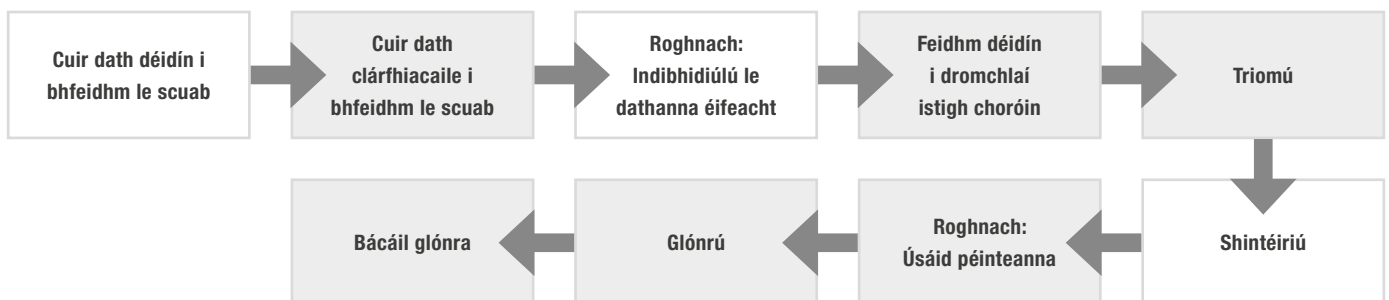 Cuir dath déidín i
bhfeidhm le scuab
Cuir dath
clárfhiacaile i
bhfeidhm le scuab
Roghnach:
Indibhidiúlú le
dathanna éifeacht
Feidhm déidín
i dromchlaí
istigh choróin
Triomú
Shintéiriú
Roghnach:
Úsáid péinteanna
Glónrú
Bácáil glónra